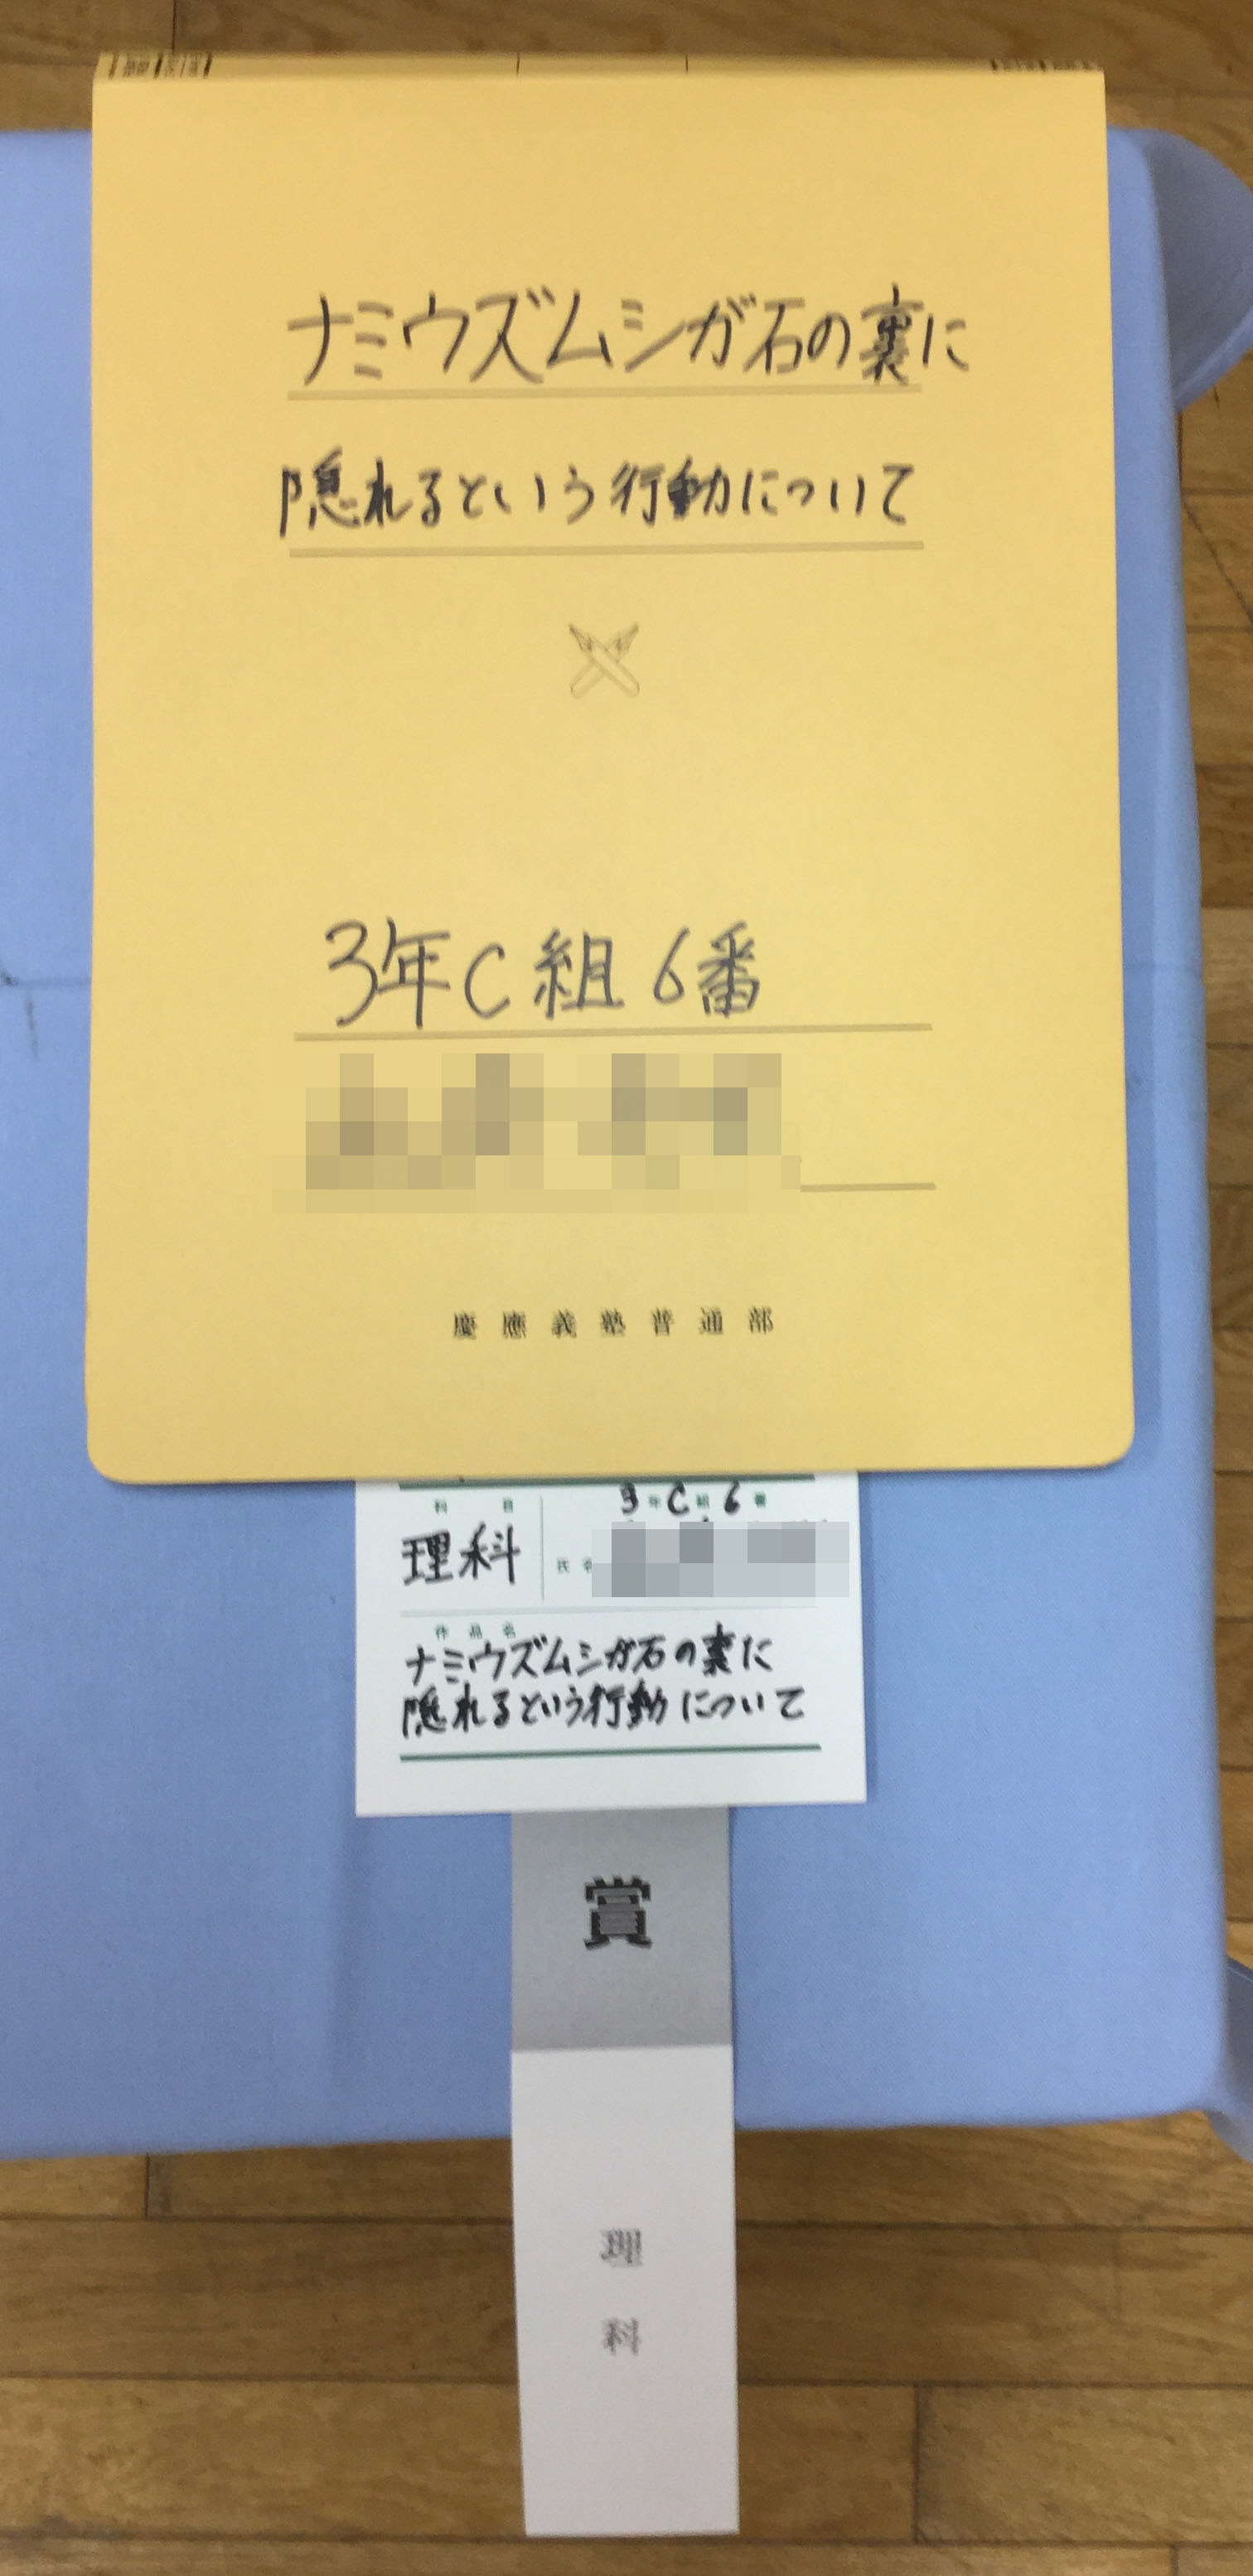 ナミウズムシが石の裏に
隠れるという行動について
3年C組6番
慶應義塾普通部
3年C組6番
科目
理科
氏名
作品名
ナミウズムシが石の裏に
隠れるという行動について
賞
理科